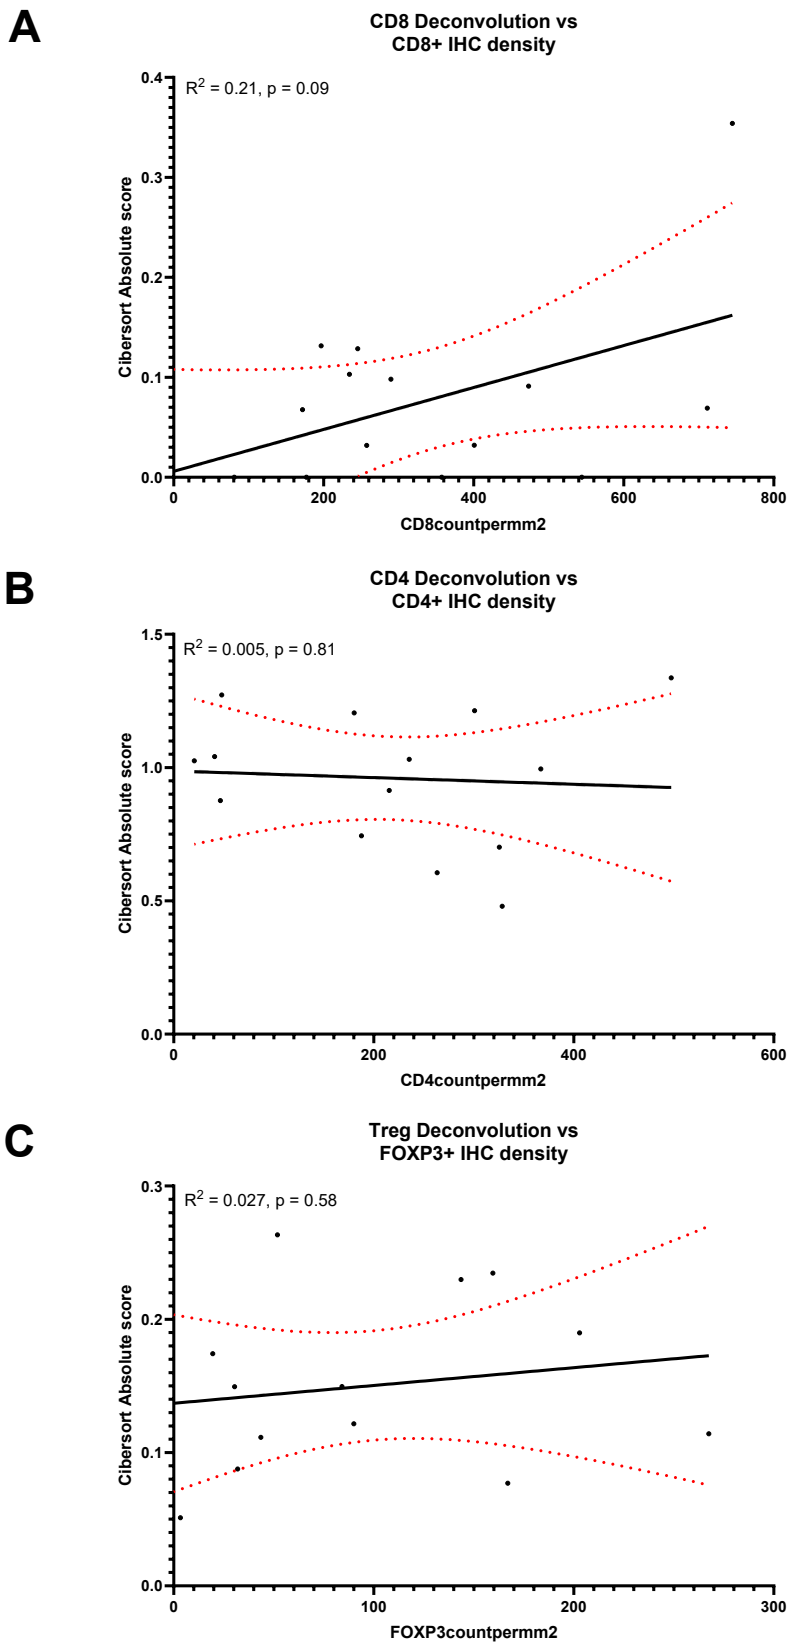 A
CD8 Deconvolution vs
CD8+ IHC density
R2 = 0.21, p = 0.09
Cibersort Absolute score
0.4
0.3
0.2
0.1
0.0
0 200 400 600 800
CD8countpermm2
B
CD4 Deconvolution vs
CD4+ IHC density
R2 = 0.005, p = 0.81
Cibersort Absolute score
1.5
1.0
0.5
0.0
0 200 400 600
CD4countpermm2
C
Treg Deconvolution vs
FOXP3+ IHC density
R2 = 0.027, p = 0.58
Cibersort Absolute score
0.3
0.2
0.1
0.0
0 100 200 300
FOXP3countpermm2